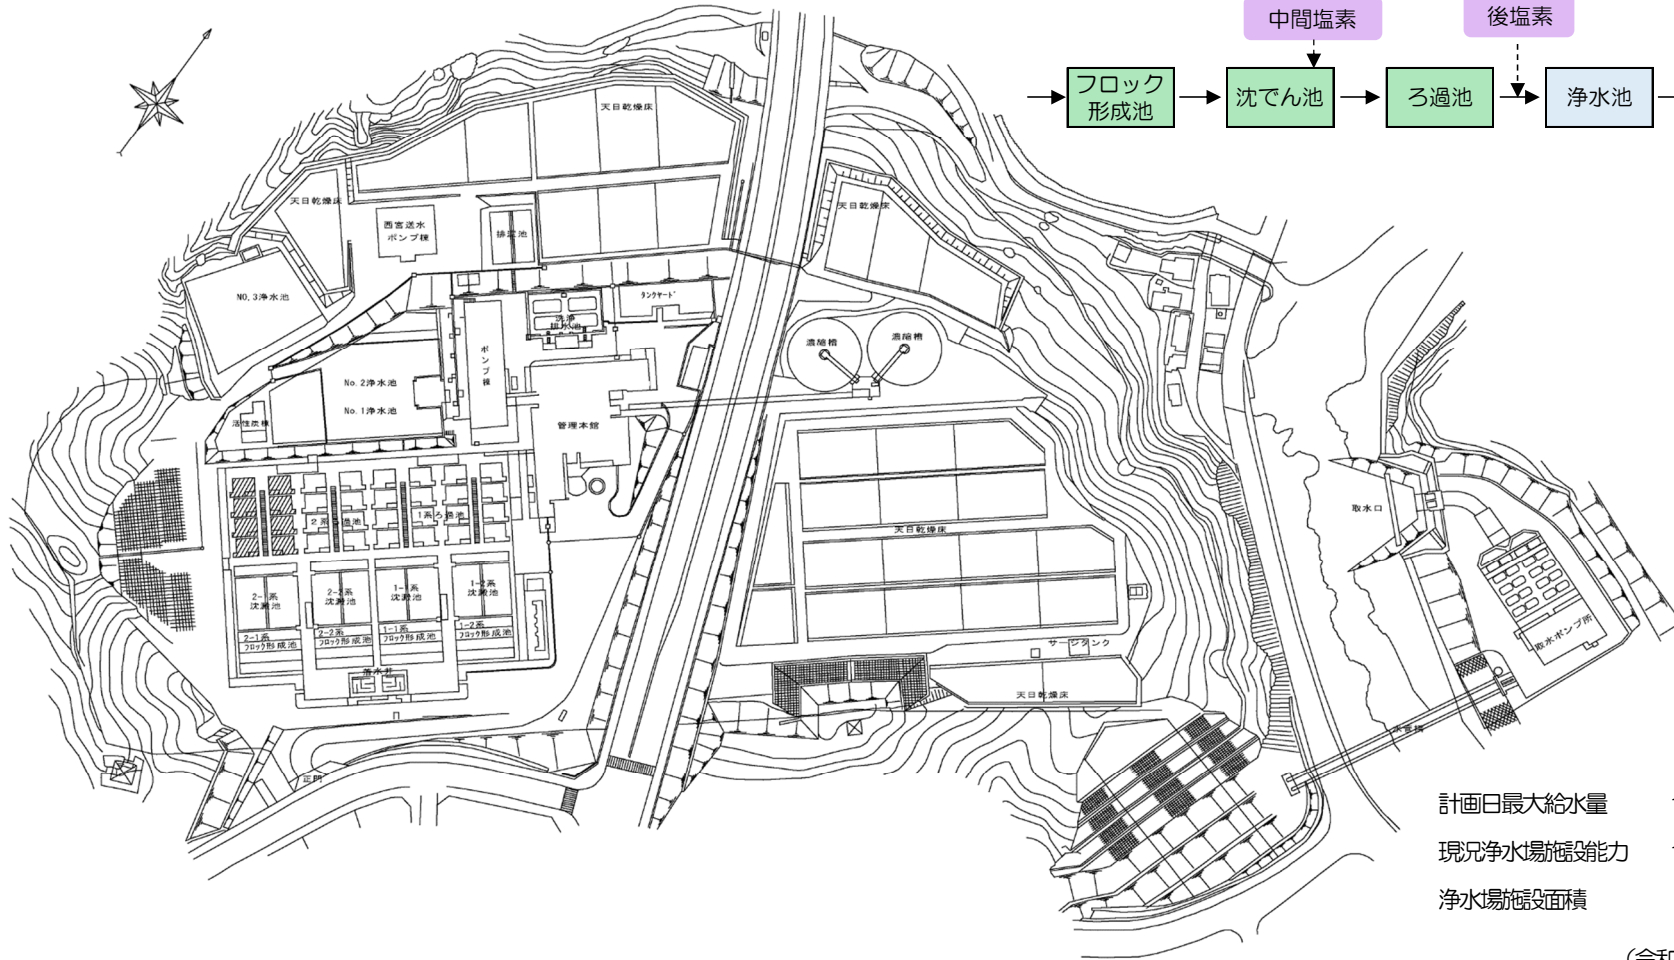 中間塩素
後塩素
フロック
形成池
沈でん池
ろ過池
浄水池
天日乾燥床
天日乾燥床
西宮送水
ポンプ棟
天日乾燥床
NO.3浄水池
タンクヤード
洗浄
排水池
ポンプ棟
濃縮槽
濃縮槽
No.2浄水池
No.1浄水池
活性炭棟
管理本館
2系ろ過池
1系ろ過池
天日乾燥床
取水口
2-1系
沈澱池
2-2系
沈澱池
1-1系
沈澱池
1-2系
沈澱池
2-1系
フロック形成池
2-2系
フロック形成池
1-1系
フロック形成池
1-2系
フロック形成池
着水井
サージタンク
天日乾燥床
取水ポンプ所
水管橋
正門
計画日最大給水量
現況浄水場施設能力
浄水場施設面積
(令和